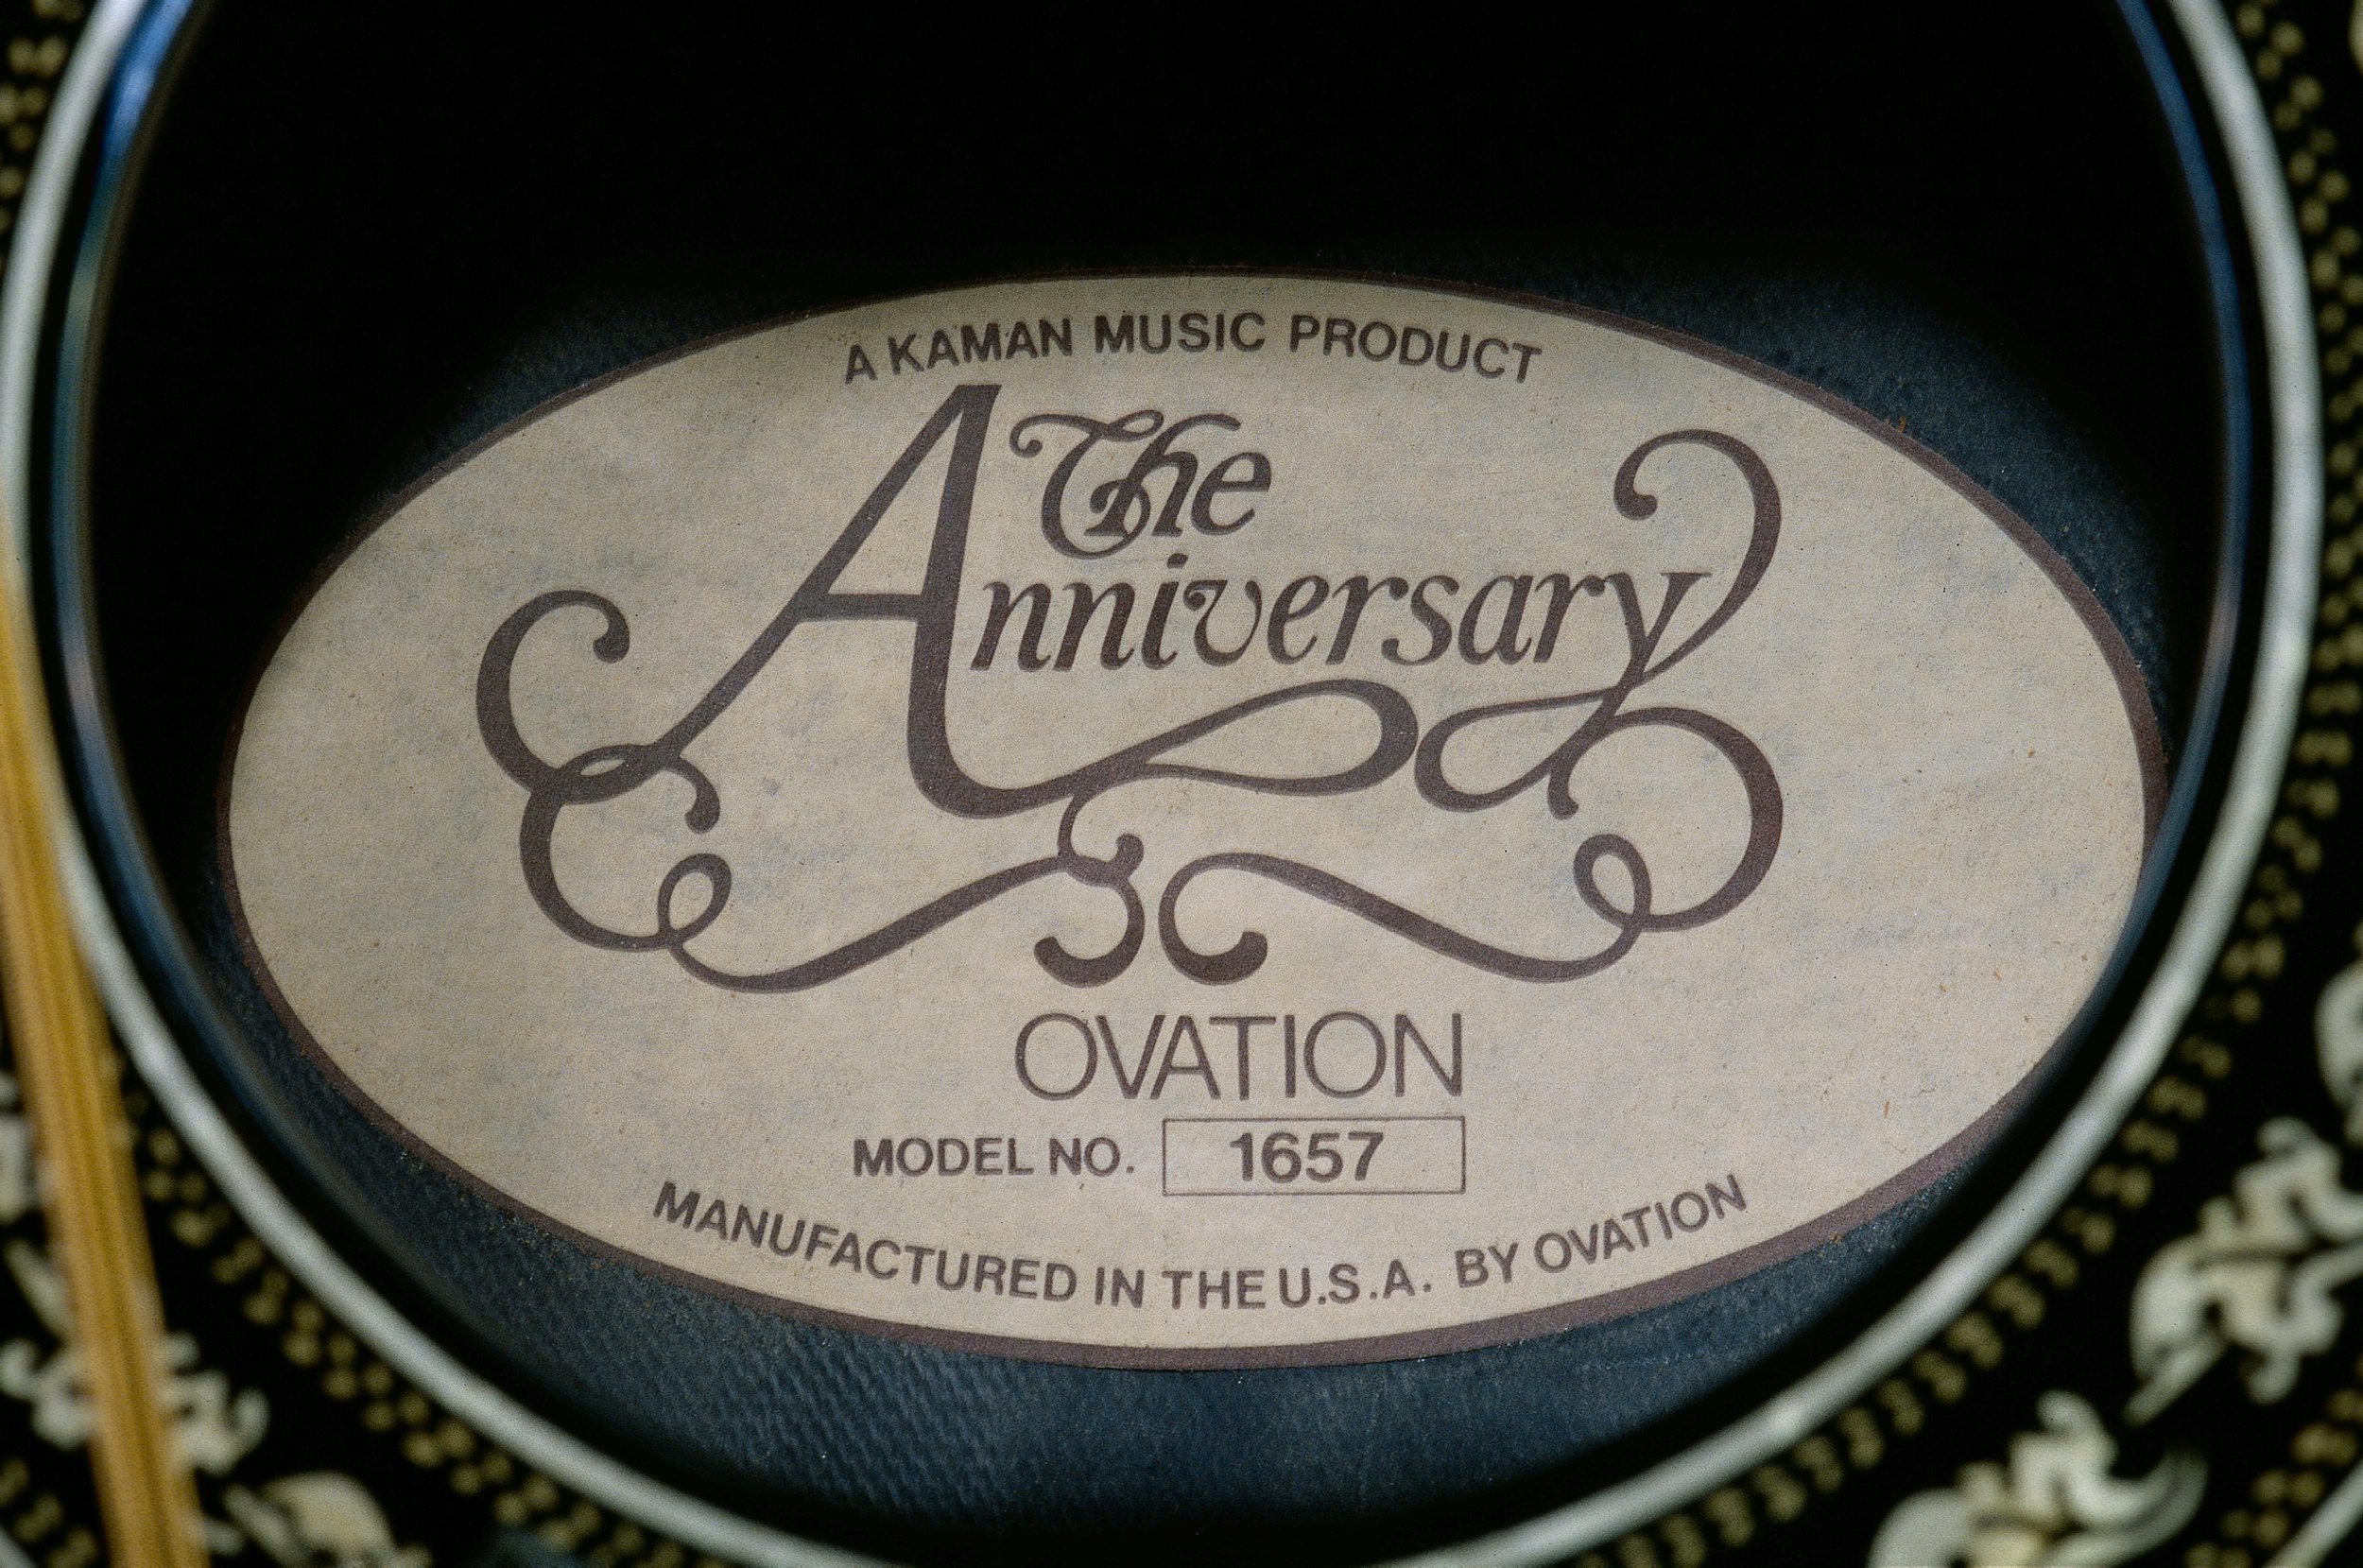 A KAMAN MUSIC PRODUCT
The
Anniversary
OVATION
MODEL NO. 1657
MANUFACTURED IN THE U.S.A. BY OVATION